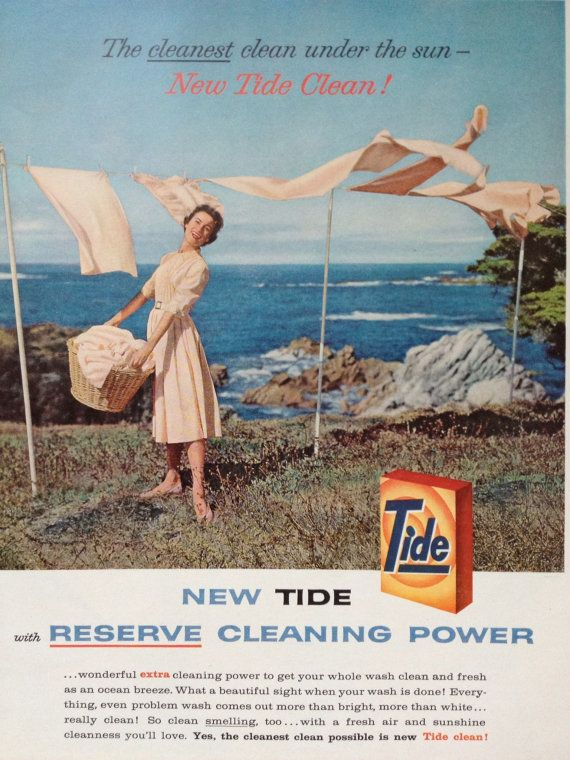 The cleanest clean under the sun –
New Tide Clean!
Tide
NEW TIDE
with RESERVE CLEANING POWER
...wonderful extra cleaning power to get your whole wash clean and fresh
as an ocean breeze. What a beautiful sight when your wash is done! Every-
thing, even problem wash comes out more than bright, more than white...
really clean! So clean smelling, too...with a fresh air and sunshine
cleanness you'll love. Yes, the cleanest clean possible is new Tide clean!